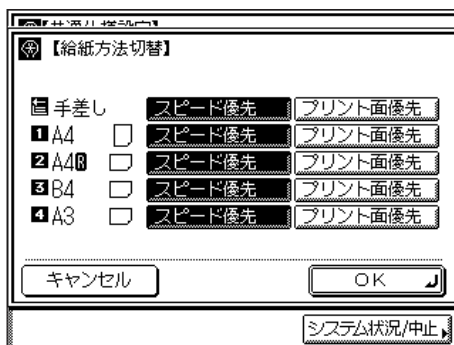 【給紙方法切替】
手差し スピード優先 プリント面優先
1 A4 スピード優先 プリント面優先
2 A4R スピード優先 プリント面優先
3 B4 スピード優先 プリント面優先
4 A3 スピード優先 プリント面優先
キャンセル OK
システム状況/中止